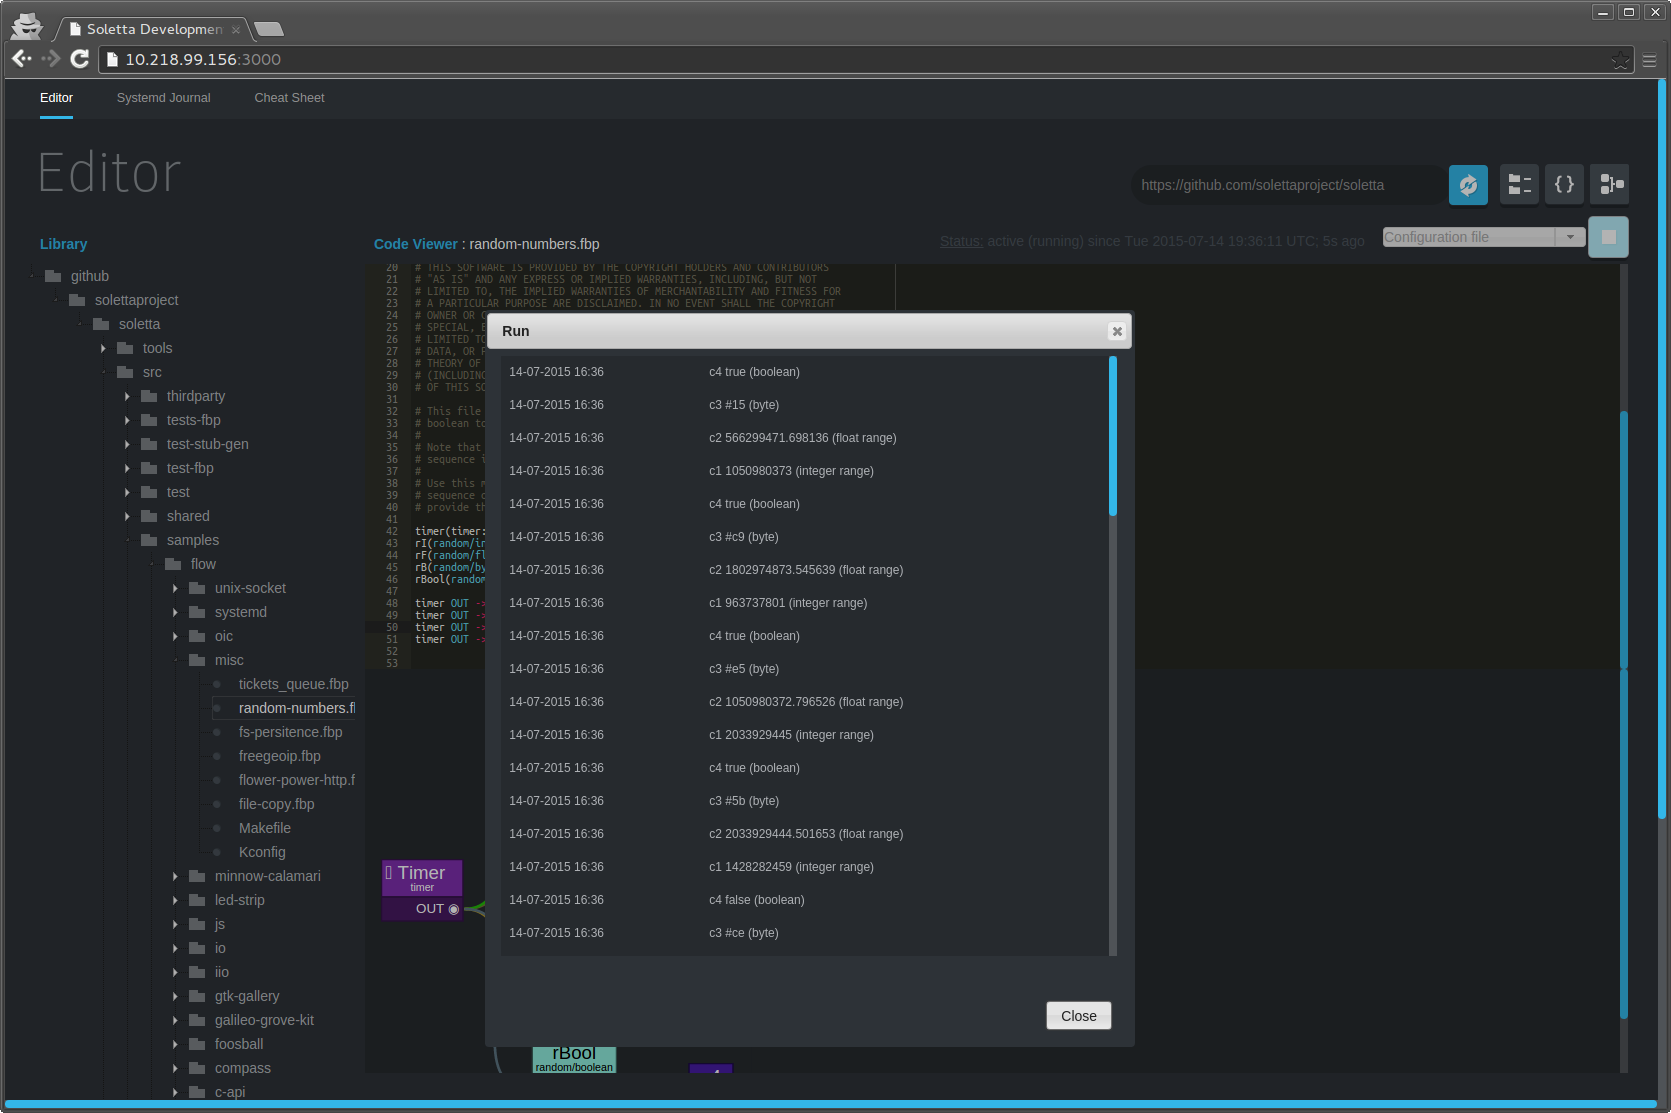 Soletta Developmen
10.218.99.156:3000
Editor
Systemd Journal
Cheat Sheet
Editor
https://github.com/solettaproject/soletta
Library
Code Viewer : random-numbers.fbp
Status: active (running) since Tue 2015-07-14 19:36:11 UTC; 5s ago
Configuration file
github
solettaproject
soletta
tools
src
thirdparty
tests-fbp
test-stub-gen
test-fbp
test
shared
samples
flow
unix-socket
systemd
oic
misc
tickets_queue.fbp
random-numbers.f
fs-persitence.fbp
freegeoip.fbp
flower-power-http.f
file-copy.fbp
Makefile
Kconfig
minnow-calamari
led-strip
js
io
iio
gtk-gallery
galileo-grove-kit
foosball
compass
c-api
20 # THIS SOFTWARE IS PROVIDED BY THE COPYRIGHT HOLDERS AND CONTRIBUTORS
21 # "AS IS" AND ANY EXPRESS OR IMPLIED WARRANTIES, INCLUDING, BUT NOT
22 # LIMITED TO, THE IMPLIED WARRANTIES OF MERCHANTABILITY AND FITNESS FOR
23 # A PARTICULAR PURPOSE ARE DISCLAIMED. IN NO EVENT SHALL THE COPYRIGHT
24 # OWNER OR
25 # SPECIAL, E
26 # LIMITED TO
27 # DATA, OR
28 # THEORY OF
29 # (INCLUDING
30 # OF THIS SO
31
32 # This file
33 # boolean to
34 #
35 # Note that
36 # sequence i
37 #
38 # Use this m
39 # sequence
40 # provide th
41
42 timer(timer:
43 rI(random/in
44 rF(random/fl
45 rB(random/by
46 rBool(random
47
48 timer OUT ->
49 timer OUT ->
50 timer OUT ->
51 timer OUT ->
52
53
Run
14-07-2015 16:36 c4 true (boolean)
14-07-2015 16:36 c3 #15 (byte)
14-07-2015 16:36 c2 566299471.698136 (float range)
14-07-2015 16:36 c1 1050980373 (integer range)
14-07-2015 16:36 c4 true (boolean)
14-07-2015 16:36 c3 #c9 (byte)
14-07-2015 16:36 c2 1802974873.545639 (float range)
14-07-2015 16:36 c1 963737801 (integer range)
14-07-2015 16:36 c4 true (boolean)
14-07-2015 16:36 c3 #e5 (byte)
14-07-2015 16:36 c2 1050980372.796526 (float range)
14-07-2015 16:36 c1 2033929445 (integer range)
14-07-2015 16:36 c4 true (boolean)
14-07-2015 16:36 c3 #5b (byte)
14-07-2015 16:36 c2 2033929444.501653 (float range)
14-07-2015 16:36 c1 1428282459 (integer range)
14-07-2015 16:36 c4 false (boolean)
14-07-2015 16:36 c3 #ce (byte)
Close
Timer
timer
OUT
rBool
random/boolean